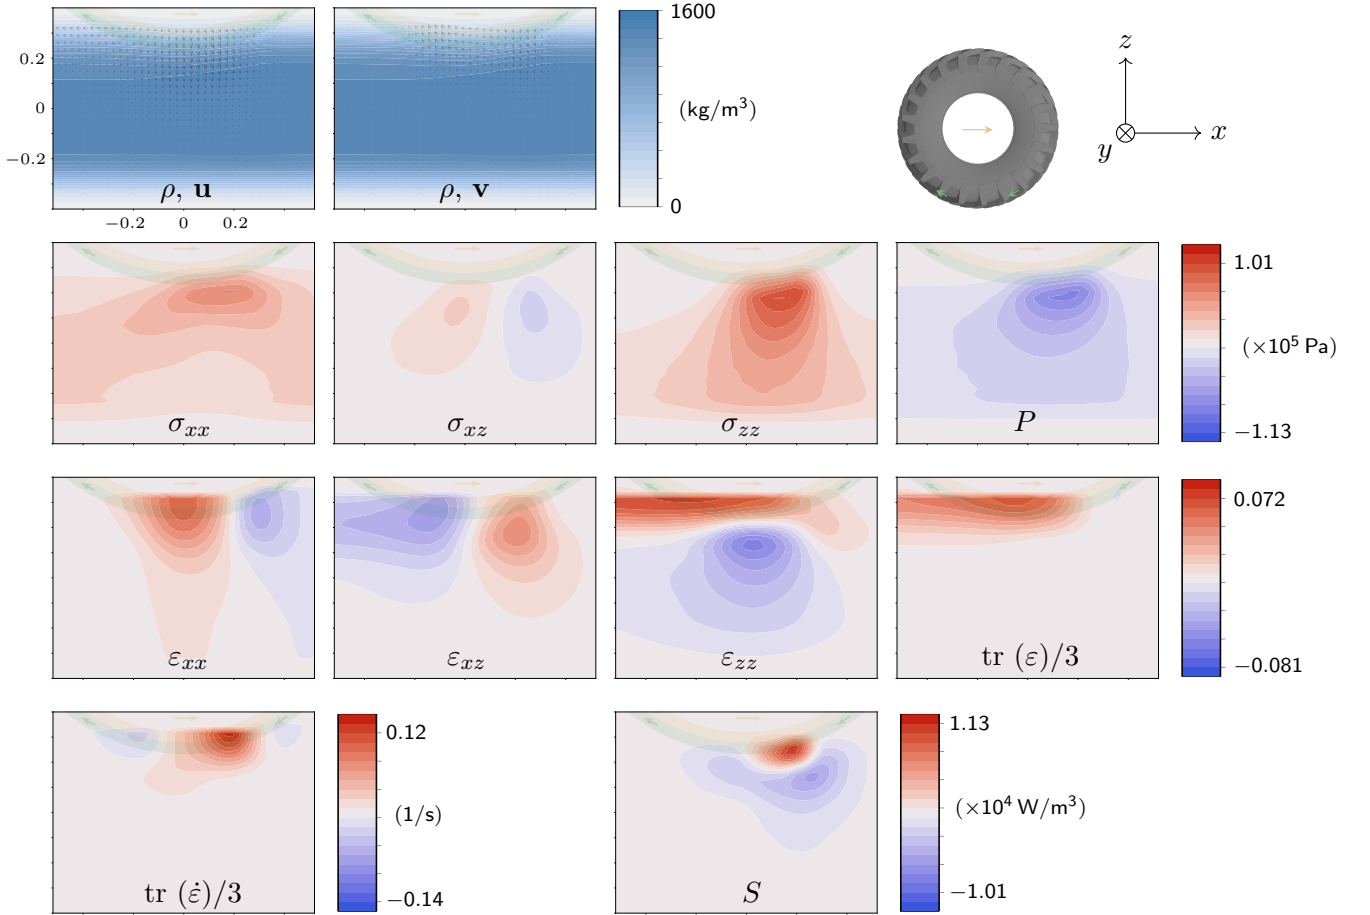 1600
(kg/m³)
0
0.2
0
−0.2
−0.2 0 0.2
ρ, u
ρ, v
z
x
y
σxx
σxz
σzz
P
1.01
(×10⁵ Pa)
−1.13
εxx
εxz
εzz
tr (ε)/3
0.072
−0.081
tr (ε̇)/3
0.12
(1/s)
−0.14
S
1.13
(×10⁴ W/m³)
−1.01